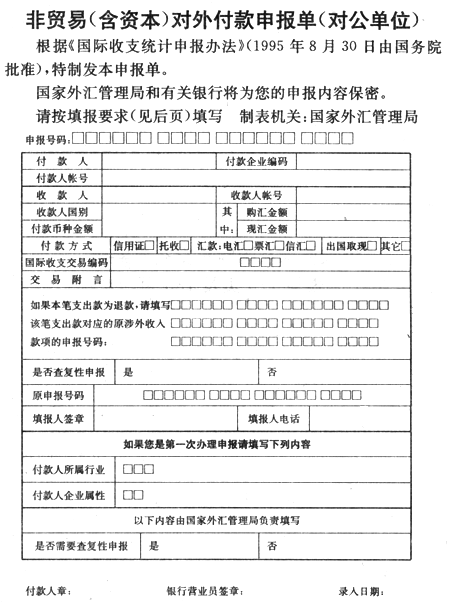 非贸易(含资本)对外付款申报单(对公单位)
根据《国际收支统计申报办法》(1995年8月30日由国务院
批准),特制发本申报单。
国家外汇管理局和有关银行将为您的申报内容保密。
请按填报要求(见后页)填写 制表机关:国家外汇管理局
申报号码:□□□□□□ □□□□ □□□□□□ □□□□
付款人 付款企业编码
付款人帐号
收款人 收款人帐号
收款人国别 其 购汇金额
付款币种金额 中: 现汇金额
付款方式 信用证□ 托收□ 汇款:电汇□票汇□信汇□ 出国取现□ 其它□
国际收支交易编码 □□□□
交易附言
如果本笔支出款为退款,请填写□□□□□□ □□□□ □□□□□□ □□□□
该笔支出款对应的原涉外收入 □□□□□□ □□□□ □□□□□□ □□□□
款项的申报号码: □□□□□□ □□□□ □□□□□□ □□□□
是否查复性申报 是 否
原申报号码 □□□□□□ □□□□ □□□□□□ □□□□
填报人签章 填报人电话
如果您是第一次办理申报请填写下列内容
付款人所属行业 □□□
付款人企业属性 □□
以下内容由国家外汇管理局负责填写
是否需要查复性申报 是 否
付款人章: 银行营业员签章: 录入日期: